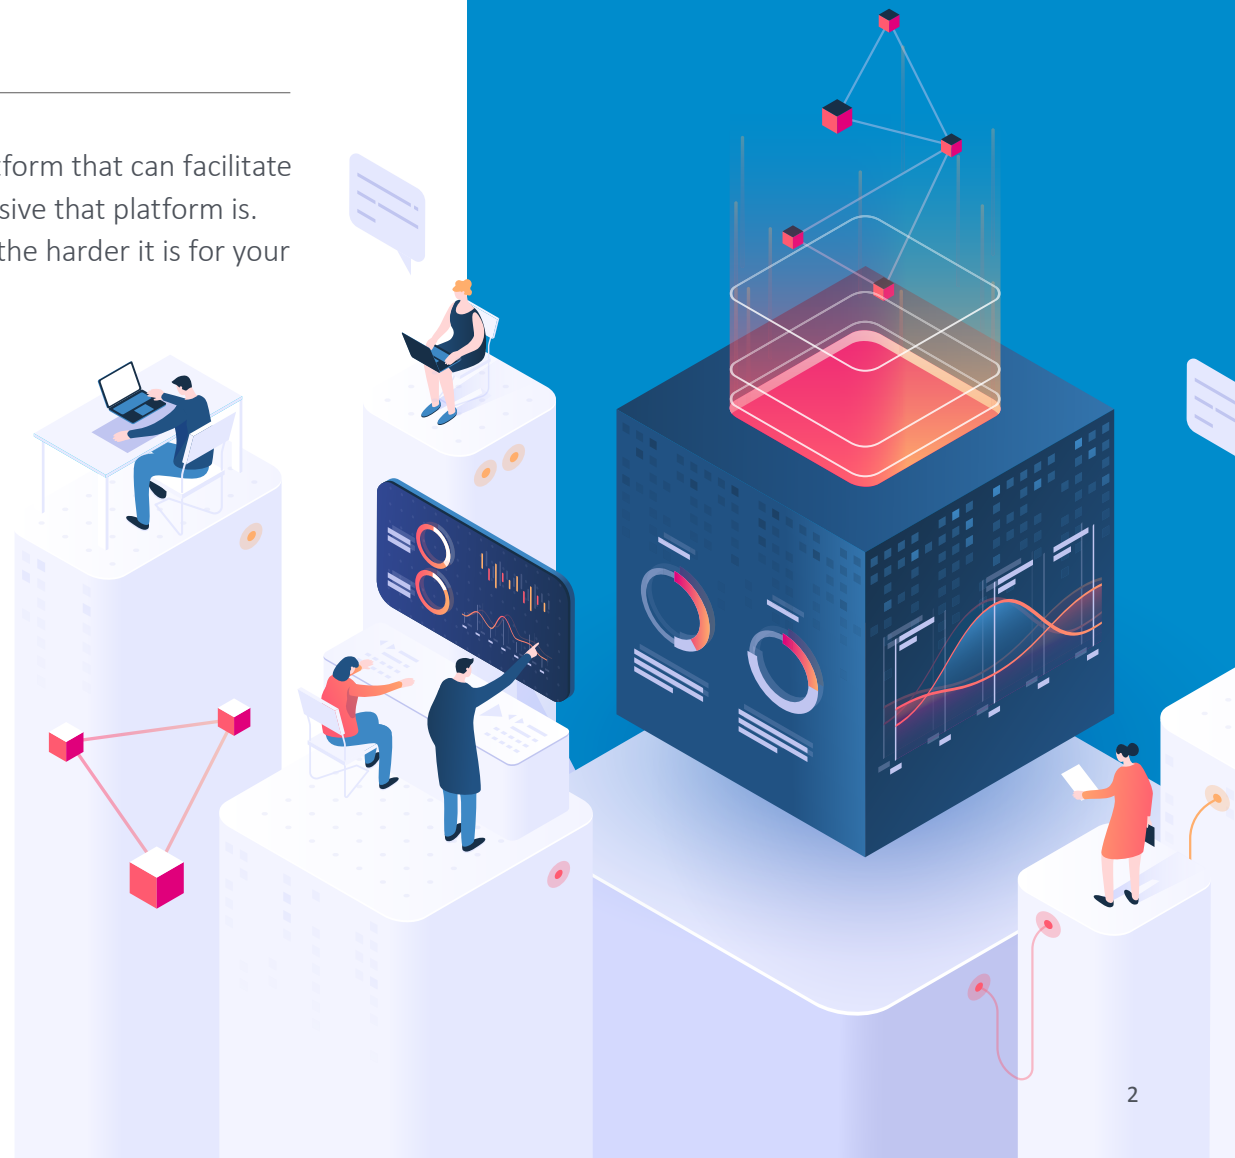 form that can facilitate
sive that platform is.
the harder it is for your
2